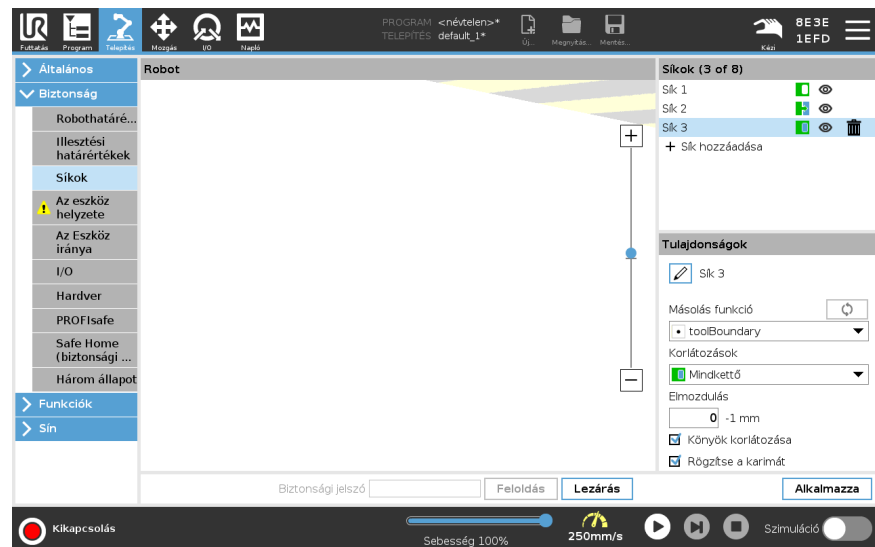 PROGRAM <névtelen>*
TELEPÍTÉS default_1*
Futtatás Program Telepítés Mozgás I/O Napló
Új... Megnyitás... Mentés...
Kézi
8E3E
1EFD
Általános
Biztonság
Robothatáré...
Illesztési
határértékek
Síkok
Az eszköz
helyzete
Az Eszköz
iránya
I/O
Hardver
PROFIsafe
Safe Home
(biztonsági ...
Három állapot
Funkciók
Sín
Robot
Síkok (3 of 8)
Sík 1
Sík 2
Sík 3
Sík hozzáadása
Tulajdonságok
Sík 3
Másolás funkció
toolBoundary
Korlátozások
Mindkettő
Elmozdulás
0 -1 mm
Könyök korlátozása
Rögzítse a karimát
Biztonsági jelszó Feloldás Lezárás Alkalmazza
Kikapcsolás
Sebesség 100%
250mm/s
Szimuláció